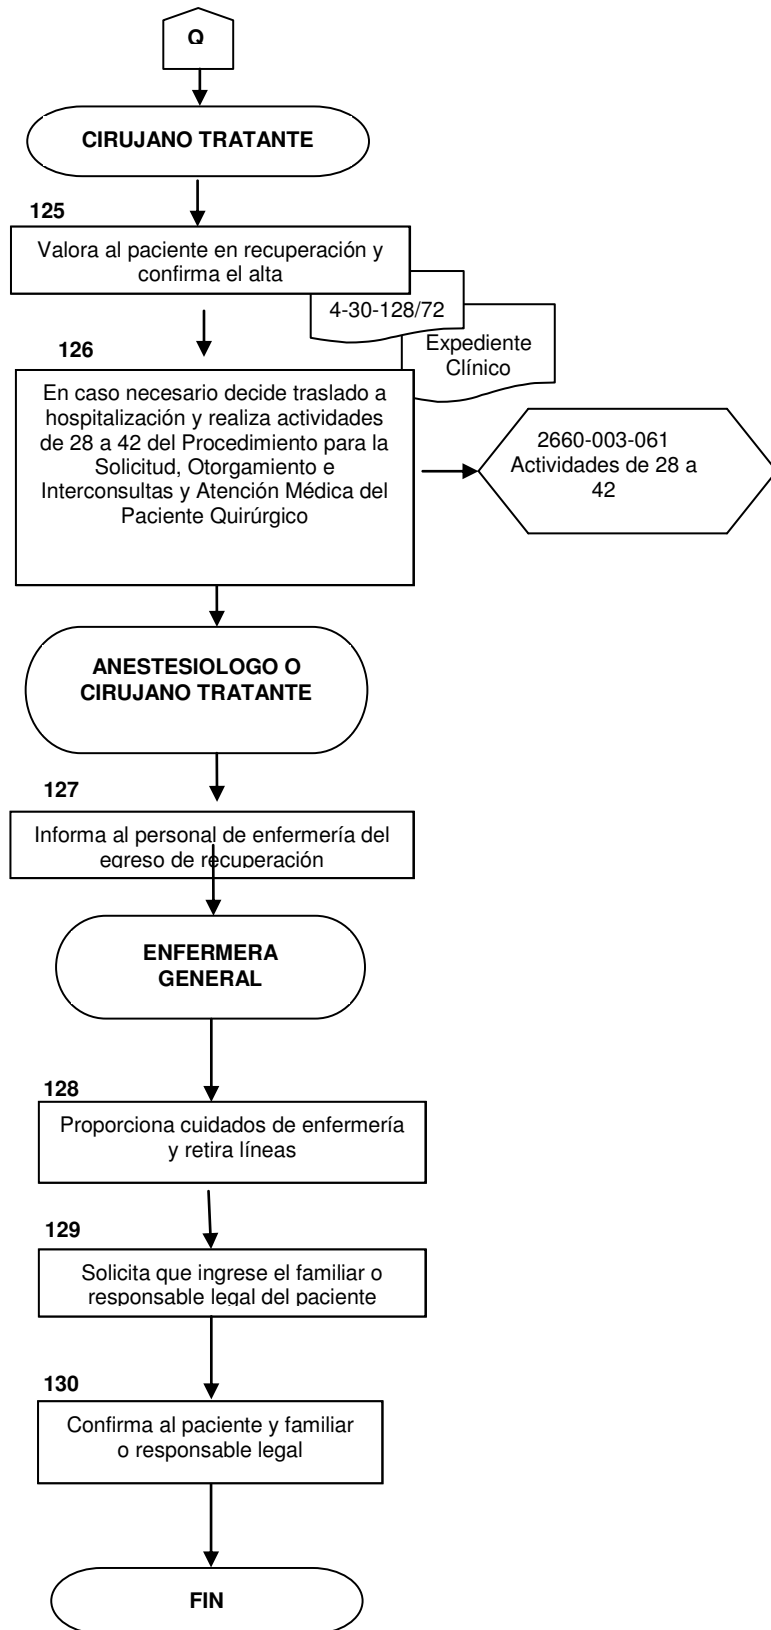 Q
CIRUJANO TRATANTE
125
Valora al paciente en recuperación y
confirma el alta
4-30-128/72
Expediente
Clínico
126
En caso necesario decide traslado a
hospitalización y realiza actividades
de 28 a 42 del Procedimiento para la
Solicitud, Otorgamiento e
Interconsultas y Atención Médica del
Paciente Quirúrgico
2660-003-061
Actividades de 28 a
42
ANESTESIOLOGO O
CIRUJANO TRATANTE
127
Informa al personal de enfermería del
egreso de recuperación
ENFERMERA
GENERAL
128
Proporciona cuidados de enfermería
y retira líneas
129
Solicita que ingrese el familiar o
responsable legal del paciente
130
Confirma al paciente y familiar
o responsable legal
FIN